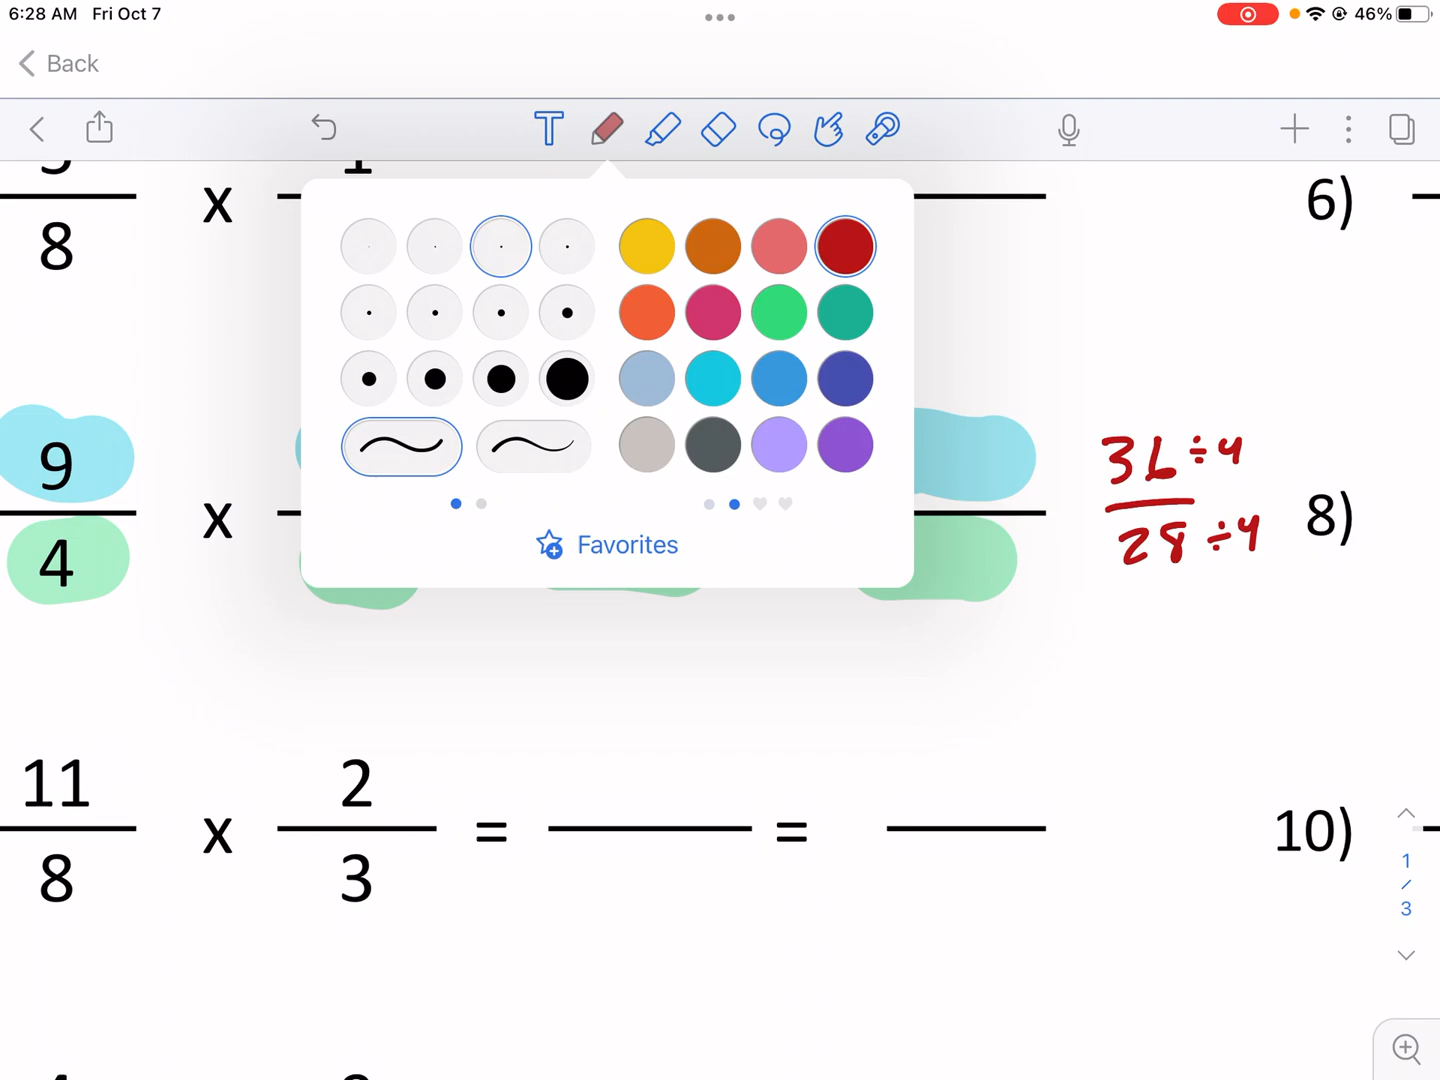 6:28 AM Fri Oct 7
46%
Back
T
8
x
6)
9
4
x
36 ÷4
28 ÷4
8)
Favorites
11
8
x
2
3
=
=
10)
1
/
3